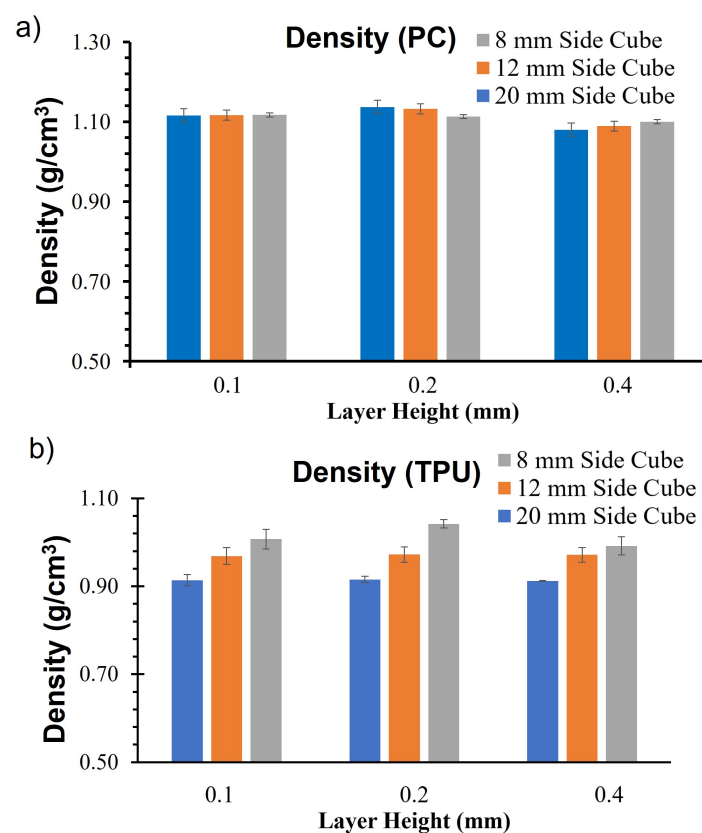 a)
Density (PC)
8 mm Side Cube
12 mm Side Cube
20 mm Side Cube
Density (g/cm3)
1.30
1.10
0.90
0.70
0.50
0.1 0.2 0.4
Layer Height (mm)
b)
Density (TPU)
8 mm Side Cube
12 mm Side Cube
20 mm Side Cube
Density (g/cm3)
1.10
0.90
0.70
0.50
0.1 0.2 0.4
Layer Height (mm)